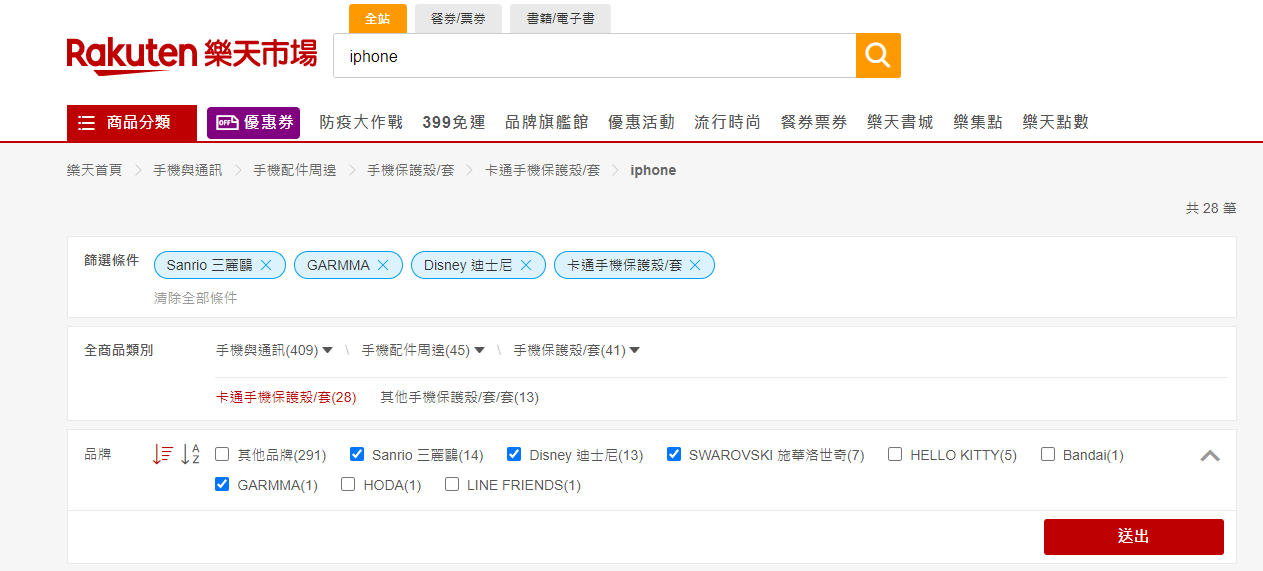 全站 餐券/票券 書籍/電子書
Rakuten 樂天市場
iphone
商品分類 OFF 優惠券 防疫大作戰 399免運 品牌旗艦館 優惠活動 流行時尚 餐券票券 樂天書城 樂集點 樂天點數
樂天首頁 手機與通訊 手機配件周邊 手機保護殼/套 卡通手機保護殼/套 iphone
共 28 筆
篩選條件 Sanrio 三麗鷗 GARMMA Disney 迪士尼 卡通手機保護殼/套
清除全部條件
全商品類別 手機與通訊(409) \ 手機配件周邊(45) \ 手機保護殼/套(41)
卡通手機保護殼/套(28) 其他手機保護殼/套/套(13)
品牌 A Z 其他品牌(291) Sanrio 三麗鷗(14) Disney 迪士尼(13) SWAROVSKI 施華洛世奇(7) HELLO KITTY(5) Bandai(1)
GARMMA(1) HODA(1) LINE FRIENDS(1)
送出